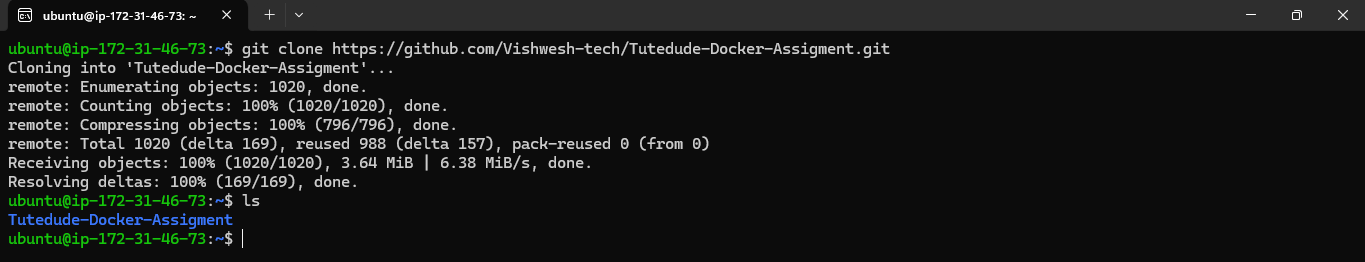 ubuntu@ip-172-31-46-73: ~
ubuntu@ip-172-31-46-73:~$ git clone https://github.com/Vishwesh-tech/Tutedude-Docker-Assigment.git
Cloning into 'Tutedude-Docker-Assigment'...
remote: Enumerating objects: 1020, done.
remote: Counting objects: 100% (1020/1020), done.
remote: Compressing objects: 100% (796/796), done.
remote: Total 1020 (delta 169), reused 988 (delta 157), pack-reused 0 (from 0)
Receiving objects: 100% (1020/1020), 3.64 MiB | 6.38 MiB/s, done.
Resolving deltas: 100% (169/169), done.
ubuntu@ip-172-31-46-73:~$ ls
Tutedude-Docker-Assigment
ubuntu@ip-172-31-46-73:~$